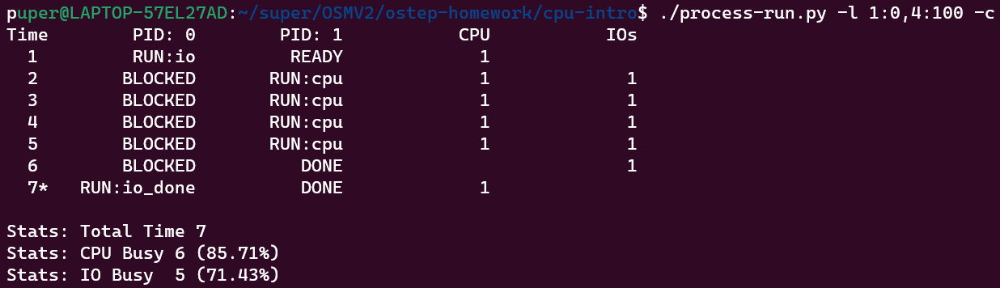 puper@LAPTOP-57EL27AD:~/super/OSMV2/ostep-homework/cpu-intro$ ./process-run.py -l 1:0,4:100 -c
Time        PID: 0        PID: 1           CPU           IOs
  1         RUN:io         READY             1
  2        BLOCKED       RUN:cpu             1             1
  3        BLOCKED       RUN:cpu             1             1
  4        BLOCKED       RUN:cpu             1             1
  5        BLOCKED       RUN:cpu             1             1
  6        BLOCKED          DONE                           1
  7*   RUN:io_done          DONE             1
Stats: Total Time 7
Stats: CPU Busy 6 (85.71%)
Stats: IO Busy  5 (71.43%)